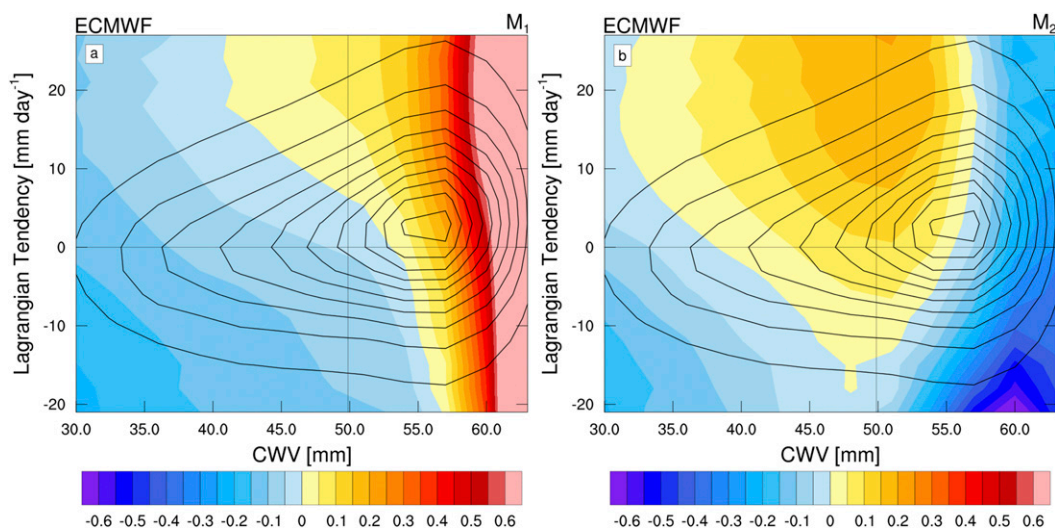 ECMWF M₁
a
Lagrangian Tendency [mm day⁻¹]
20
10
0
-10
-20
30.0 35.0 40.0 45.0 50.0 55.0 60.0
CWV [mm]
-0.6 -0.5 -0.4 -0.3 -0.2 -0.1 0 0.1 0.2 0.3 0.4 0.5 0.6
ECMWF M₂
b
Lagrangian Tendency [mm day⁻¹]
20
10
0
-10
-20
30.0 35.0 40.0 45.0 50.0 55.0 60.0
CWV [mm]
-0.6 -0.5 -0.4 -0.3 -0.2 -0.1 0 0.1 0.2 0.3 0.4 0.5 0.6